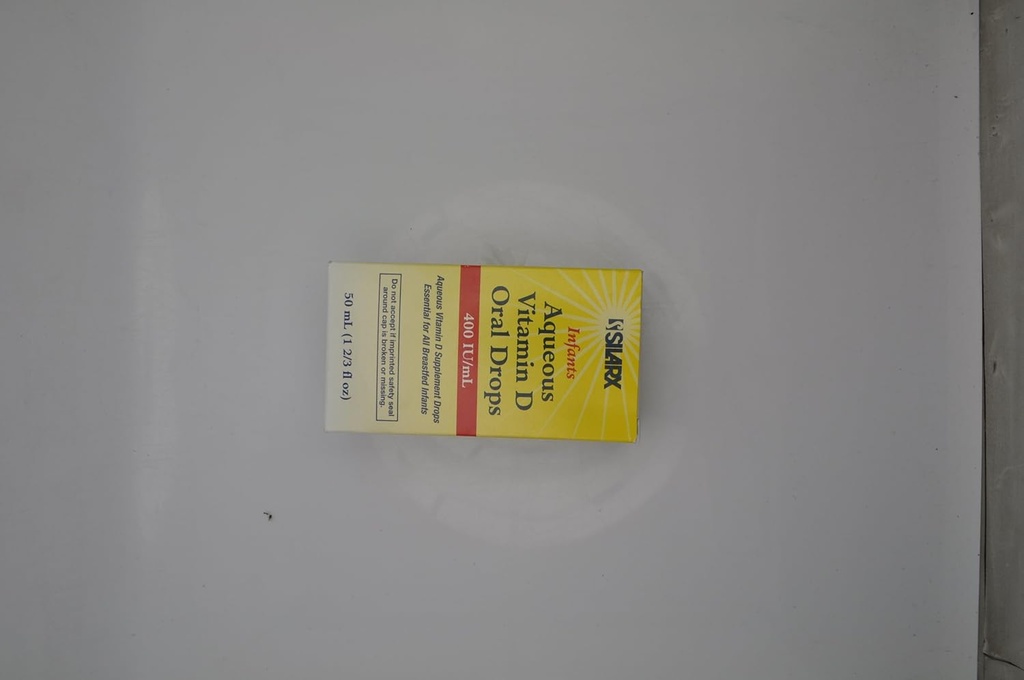 SILARX
Infants
Aqueous
Vitamin D
Oral Drops
400 IU/mL
Aqueous Vitamin D Supplement Drops
Essential for All Breastfed Infants
Do not accept if imprinted safety seal
around cap is broken or missing.
50 mL (1 2/3 fl oz)